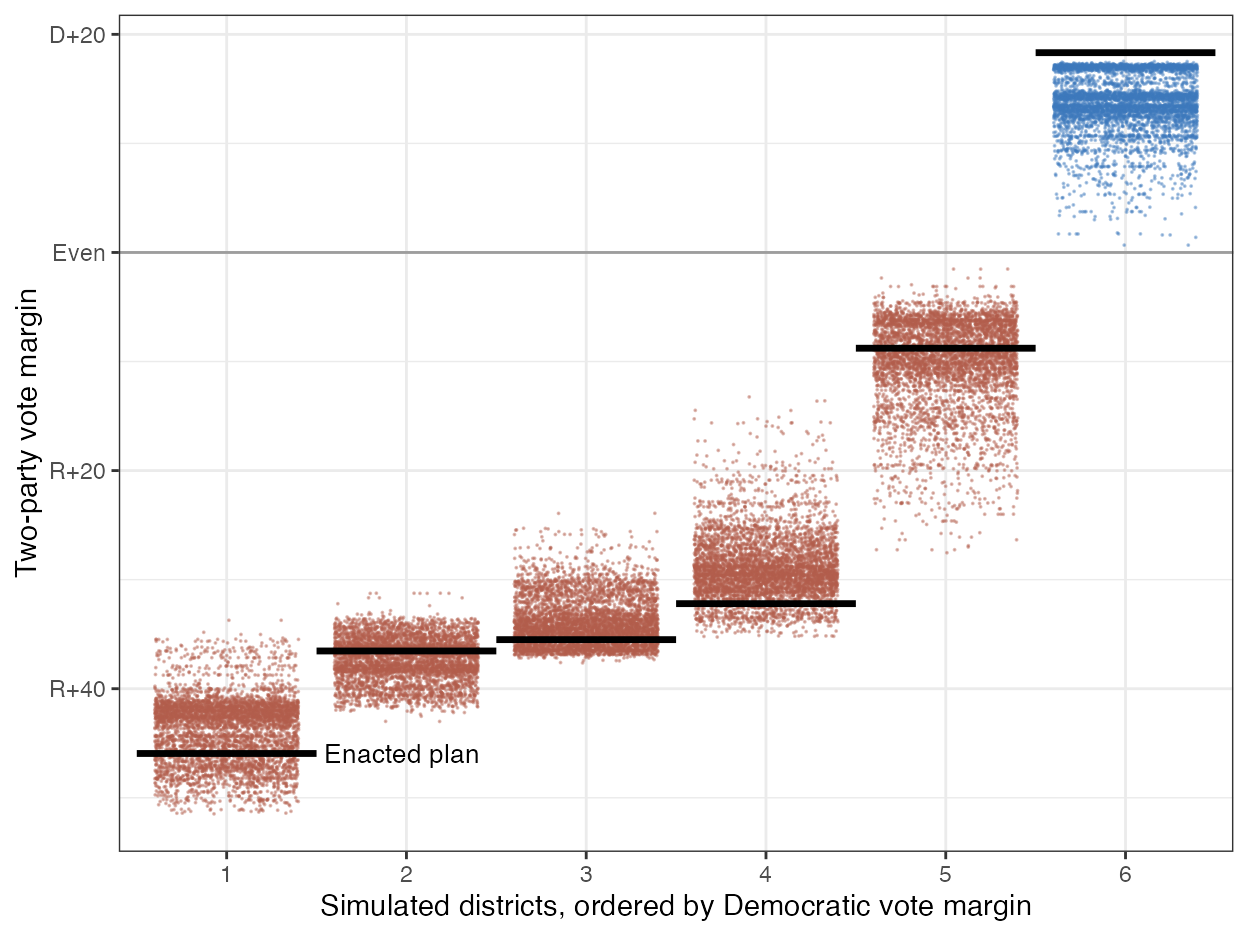 D+20
Even
R+20
R+40
Two-party vote margin
Enacted plan
1 2 3 4 5 6
Simulated districts, ordered by Democratic vote margin